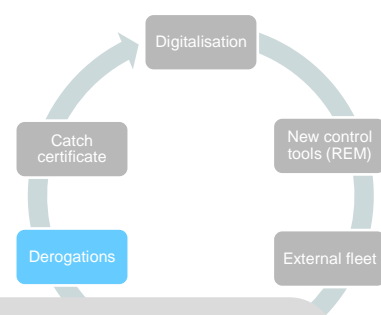 Digitalisation
New control
tools (REM)
External fleet
Derogations
Catch
certificate